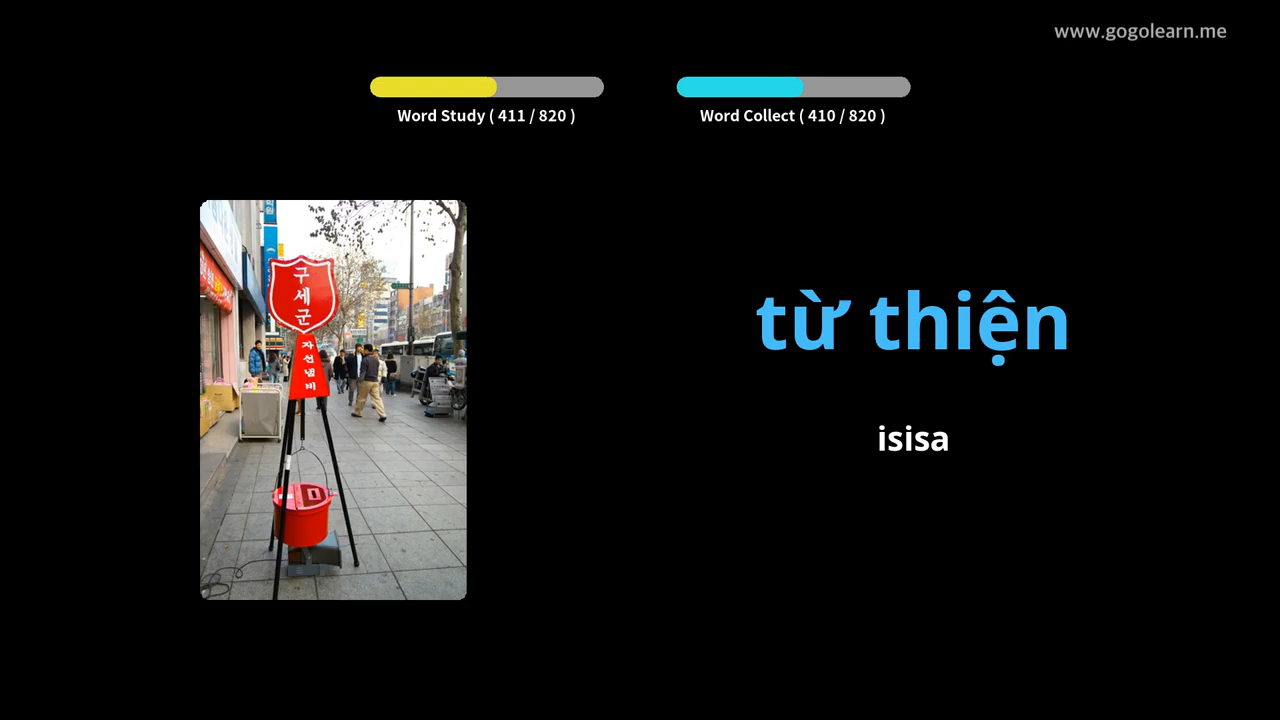 www.gogolearn.me
Word Study ( 411 / 820 )
Word Collect ( 410 / 820 )
구세군
자선냄비
từ thiện
isisa